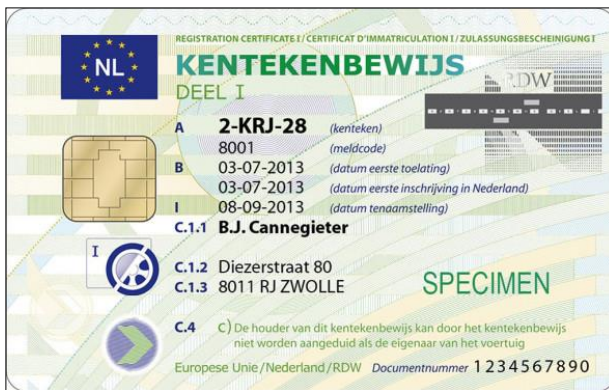 REGISTRATION CERTIFICATE I / CERTIFICAT D'IMMATRICULATION I / ZULASSUNGSBESCHEINIGUNG I
NL
KENTEKENBEWIJS
RDW
DEEL I
A 2-KRJ-28 (kenteken)
8001 (meldcode)
B 03-07-2013 (datum eerste toelating)
03-07-2013 (datum eerste inschrijving in Nederland)
I 08-09-2013 (datum tenaamstelling)
C.1.1 B.J. Cannegieter
I
C.1.2 Diezerstraat 80
C.1.3 8011 RJ ZWOLLE
SPECIMEN
C.4 C) De houder van dit kentekenbewijs kan door het kentekenbewijs
niet worden aangeduid als de eigenaar van het voertuig
Europese Unie/Nederland/RDW Documentnummer 1234567890